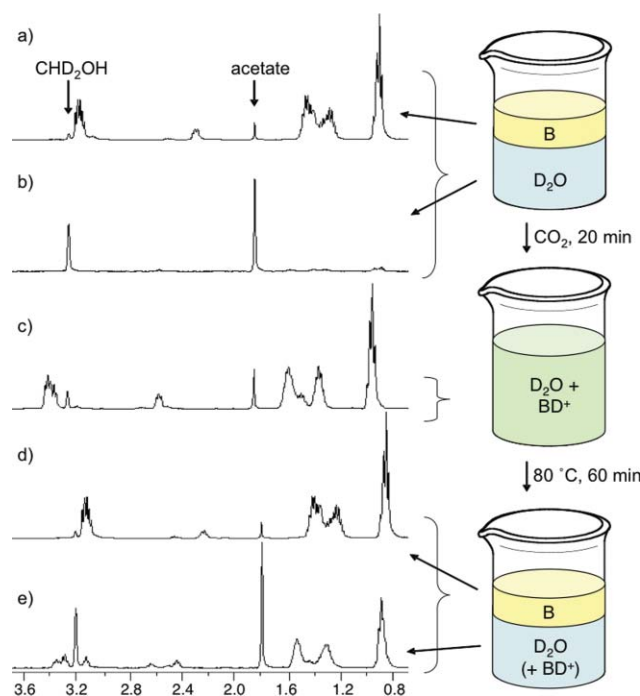 a)
CHD₂OH
acetate
B
D₂O
b)
CO₂, 20 min
c)
D₂O +
BD⁺
d)
80 ˚C, 60 min
B
e)
D₂O
(+ BD⁺)
3.6 3.2 2.8 2.4 2.0 1.6 1.2 0.8